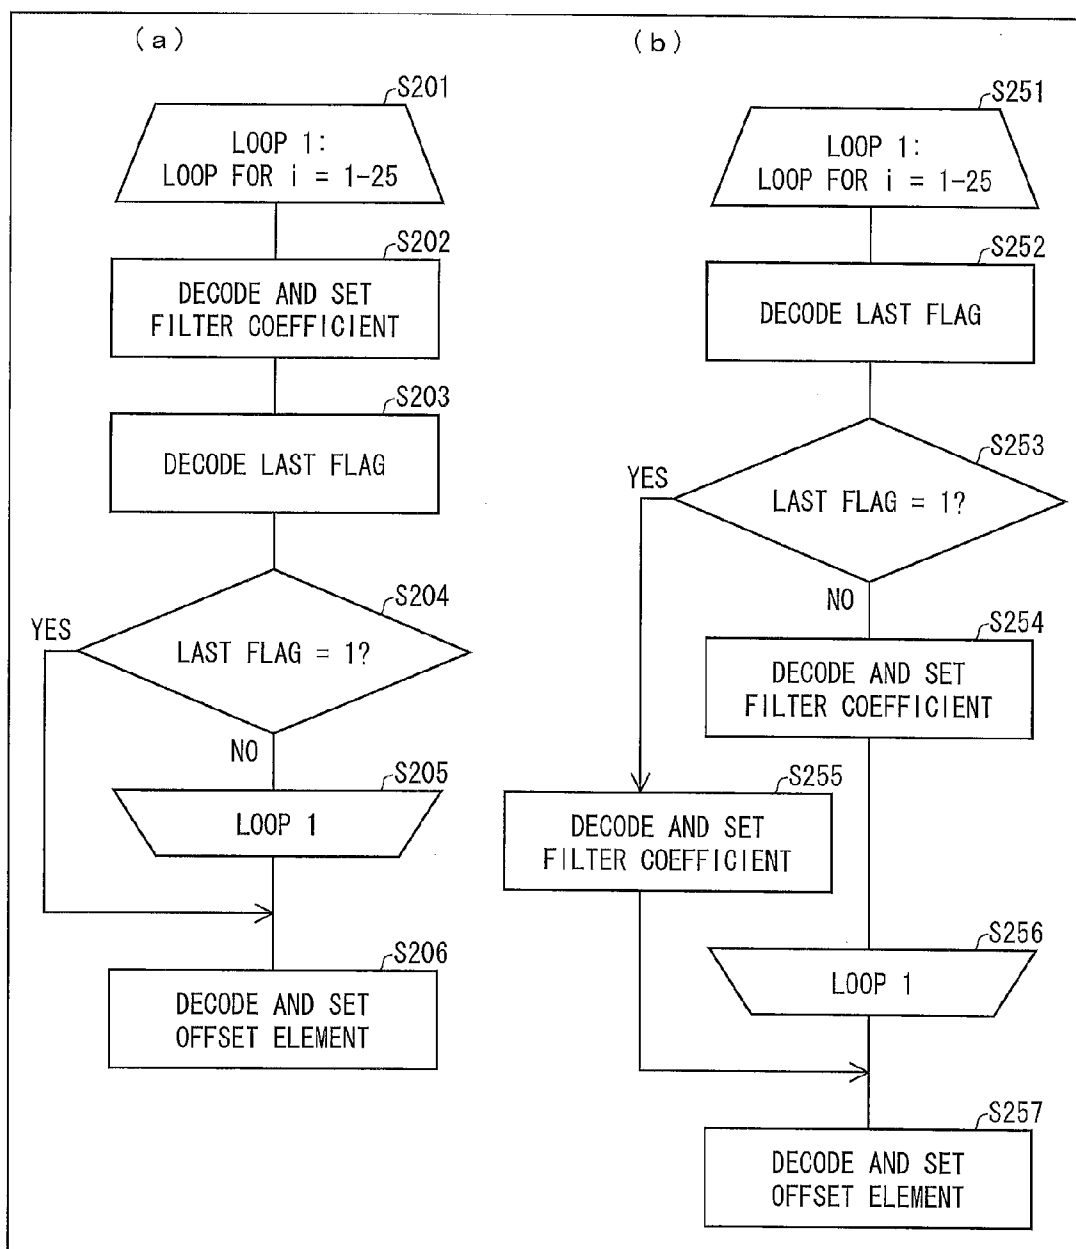 (a)
S201
LOOP 1:
LOOP FOR i = 1-25
S202
DECODE AND SET
FILTER COEFFICIENT
S203
DECODE LAST FLAG
S204
YES
LAST FLAG = 1?
NO
S205
LOOP 1
S206
DECODE AND SET
OFFSET ELEMENT
(b)
S251
LOOP 1:
LOOP FOR i = 1-25
S252
DECODE LAST FLAG
S253
YES
LAST FLAG = 1?
NO
S254
DECODE AND SET
FILTER COEFFICIENT
S255
DECODE AND SET
FILTER COEFFICIENT
S256
LOOP 1
S257
DECODE AND SET
OFFSET ELEMENT